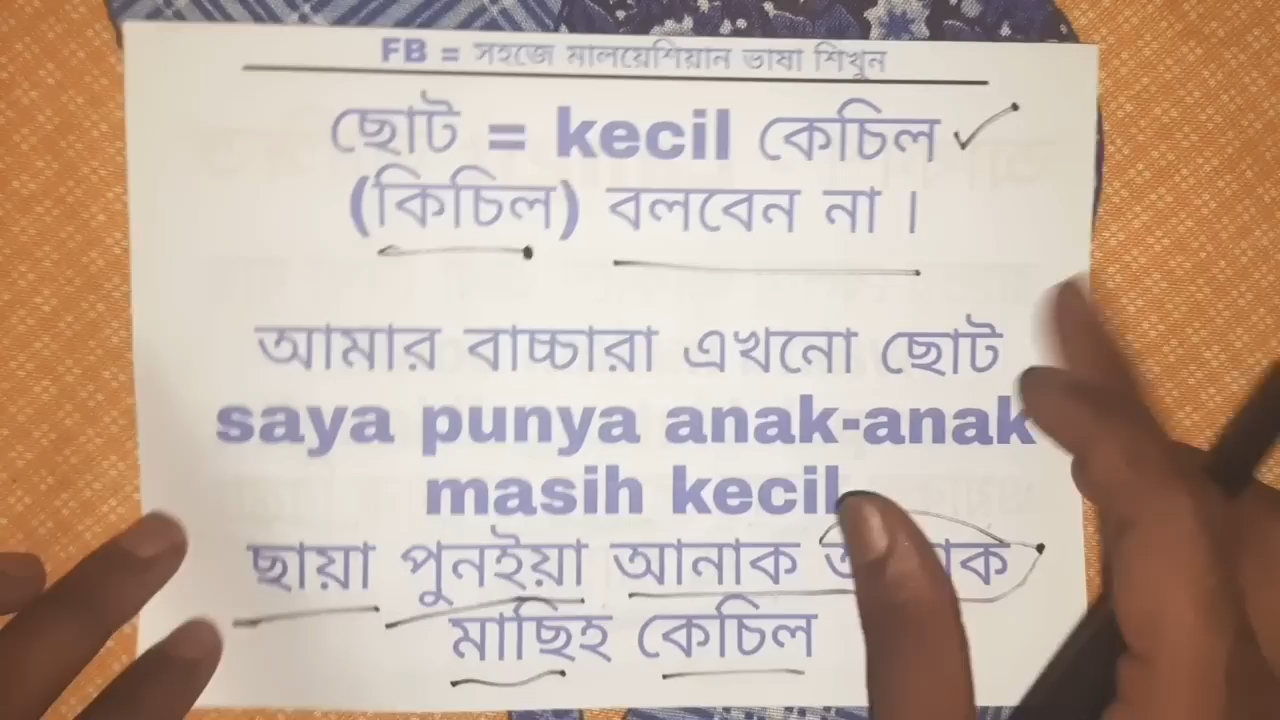 FB = সহজে মালয়েশিয়ান ভাষা শিখুন
ছোট = kecil কেচিল
(কিচিল) বলবেন না।
আমার বাচ্চারা এখনো ছোট
saya punya anak-anak
masih kecil
ছায়া পুনইয়া আনাক
মাছিহ কেচিল